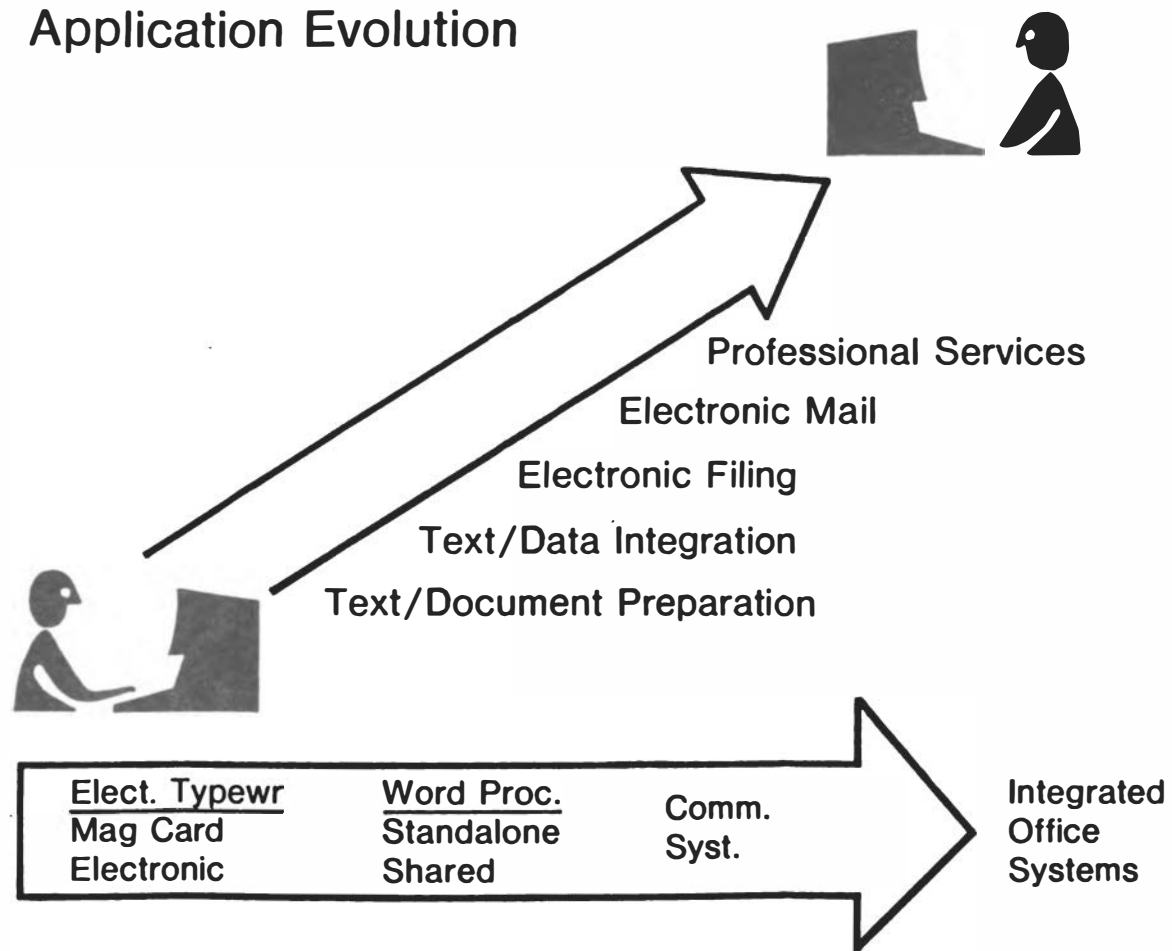 Application Evolution
Professional Services
Electronic Mail
Electronic Filing
Text/Data Integration
Text/Document Preparation
Elect. Typewr
Mag Card
Electronic
Word Proc.
Standalone
Shared
Comm.
Syst.
Integrated
Office
Systems